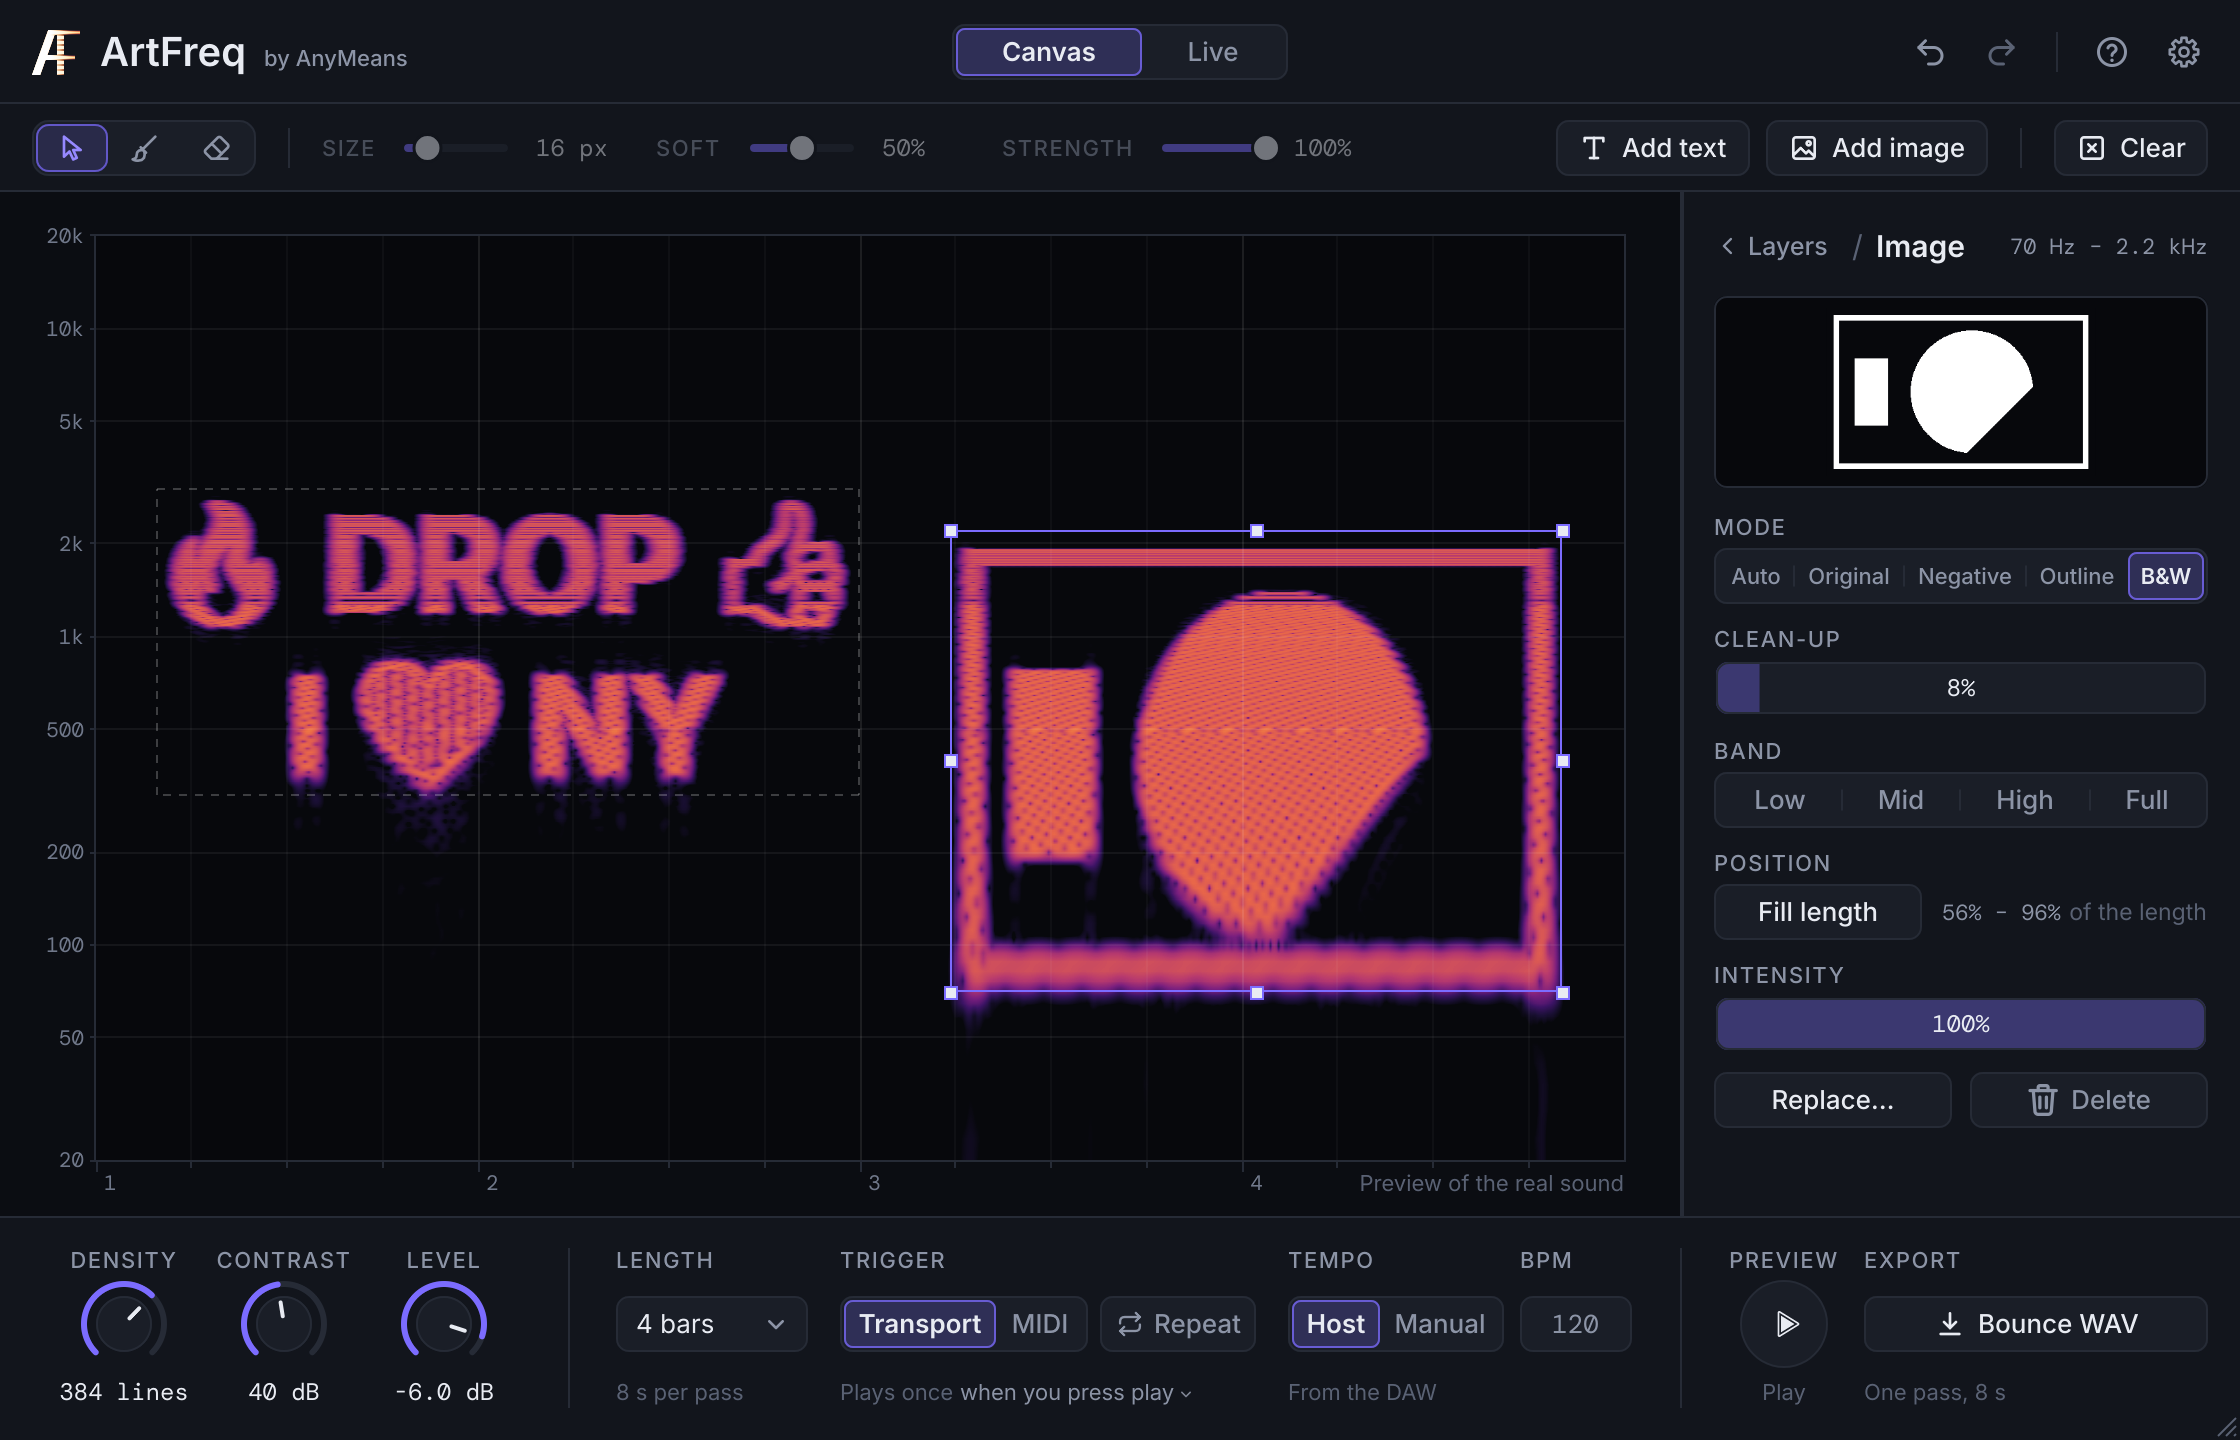 ArtFreq by AnyMeans
Canvas Live
SIZE 16 px SOFT 50% STRENGTH 100%
Add text Add image Clear
20k
10k
5k
2k
1k
500
200
100
50
20
🔥 DROP 👍
I ♥ NY
1 2 3 4 Preview of the real sound
Layers / Image 70 Hz - 2.2 kHz
MODE
Auto Original Negative Outline B&W
CLEAN-UP
8%
BAND
Low Mid High Full
POSITION
Fill length 56% - 96% of the length
INTENSITY
100%
Replace... Delete
DENSITY CONTRAST LEVEL LENGTH TRIGGER TEMPO BPM PREVIEW EXPORT
4 bars Transport MIDI Repeat Host Manual 120 Bounce WAV
384 lines 40 dB -6.0 dB 8 s per pass Plays once when you press play From the DAW Play One pass, 8 s